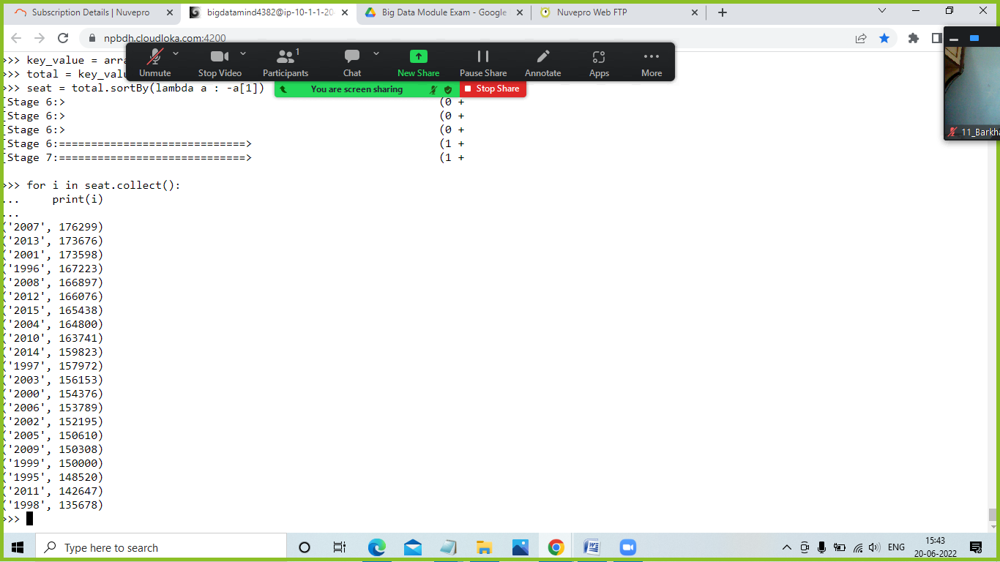 Subscription Details | Nuvepro
bigdatamind4382@ip-10-1-1-20
Big Data Module Exam - Google
Nuvepro Web FTP
npbdh.cloudloka.com:4200
>>> key_value = arra
>>> total = key_valu
>>> seat = total.sortBy(lambda a : -a[1])
Unmute
Stop Video
Participants
1
Chat
New Share
Pause Share
Annotate
Apps
More
You are screen sharing
Stop Share
11_Barkha
[Stage 6:> (0 +
[Stage 6:> (0 +
[Stage 6:> (0 +
[Stage 6:=============================> (1 +
[Stage 7:=============================> (1 +
>>> for i in seat.collect():
... print(i)
...
('2007', 176299)
('2013', 173676)
('2001', 173598)
('1996', 167223)
('2008', 166897)
('2012', 166076)
('2015', 165438)
('2004', 164800)
('2010', 163741)
('2014', 159823)
('1997', 157972)
('2003', 156153)
('2000', 154376)
('2006', 153789)
('2002', 152195)
('2005', 150610)
('2009', 150308)
('1999', 150000)
('1995', 148520)
('2011', 142647)
('1998', 135678)
>>>
Type here to search
ENG
15:43
20-06-2022